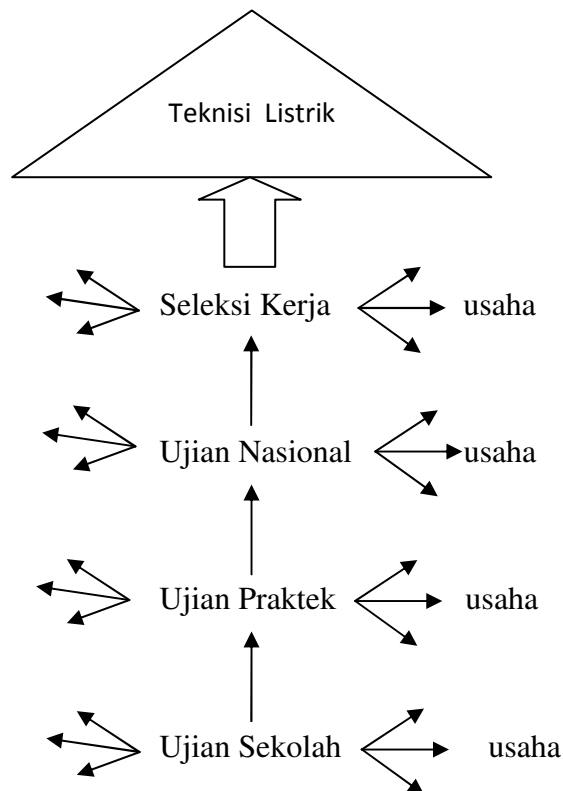 Teknisi Listrik
Seleksi Kerja usaha
Ujian Nasional usaha
Ujian Praktek usaha
Ujian Sekolah usaha